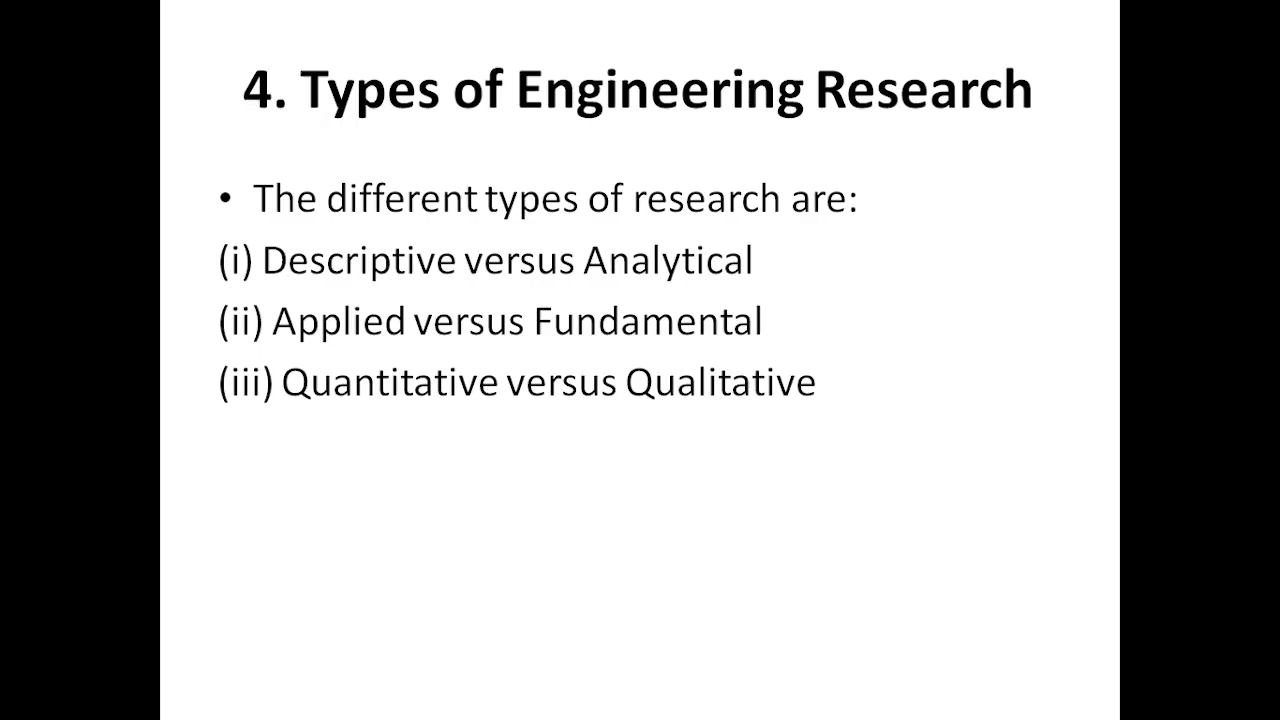 4. Types of Engineering Research
• The different types of research are:
(i) Descriptive versus Analytical
(ii) Applied versus Fundamental
(iii) Quantitative versus Qualitative